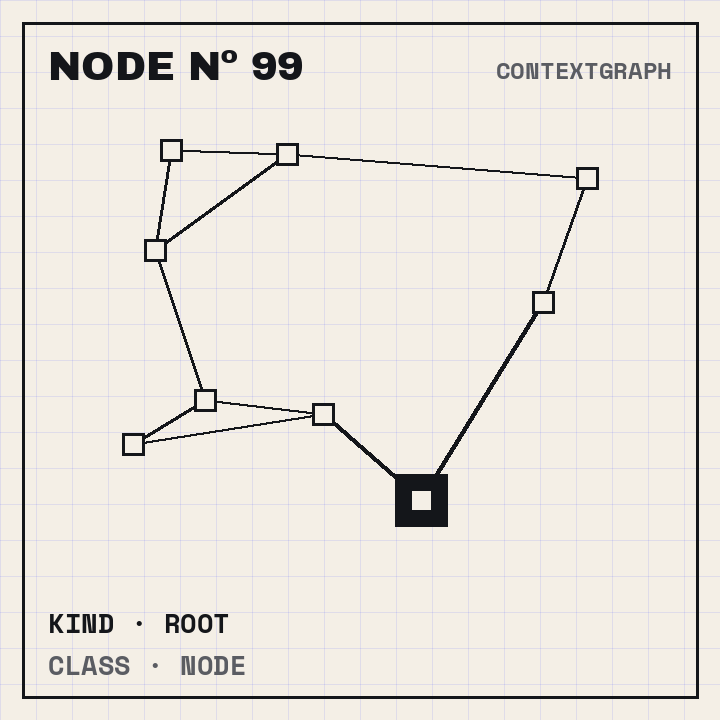 NODE Nº 99
CONTEXTGRAPH
KIND · ROOT
CLASS · NODE